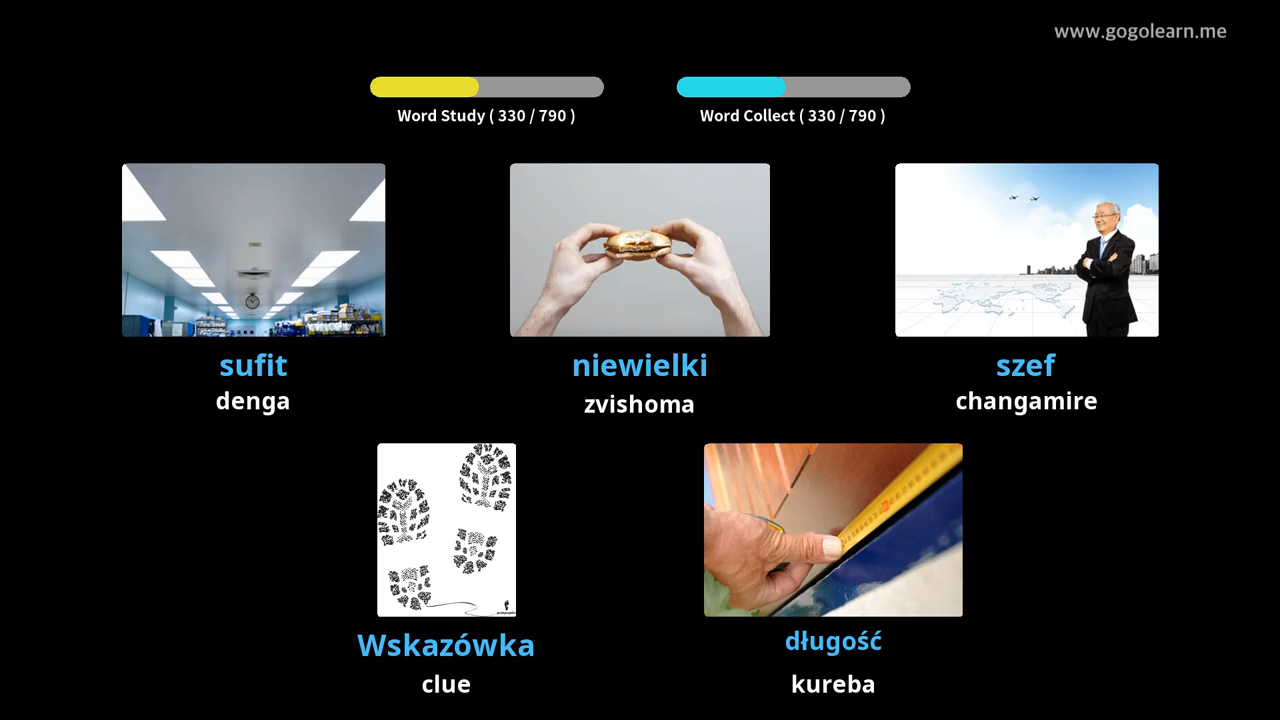 www.gogolearn.me
Word Study ( 330 / 790 )
Word Collect ( 330 / 790 )
sufit
denga
niewielki
zvishoma
szef
changamire
Wskazówka
clue
długość
kureba